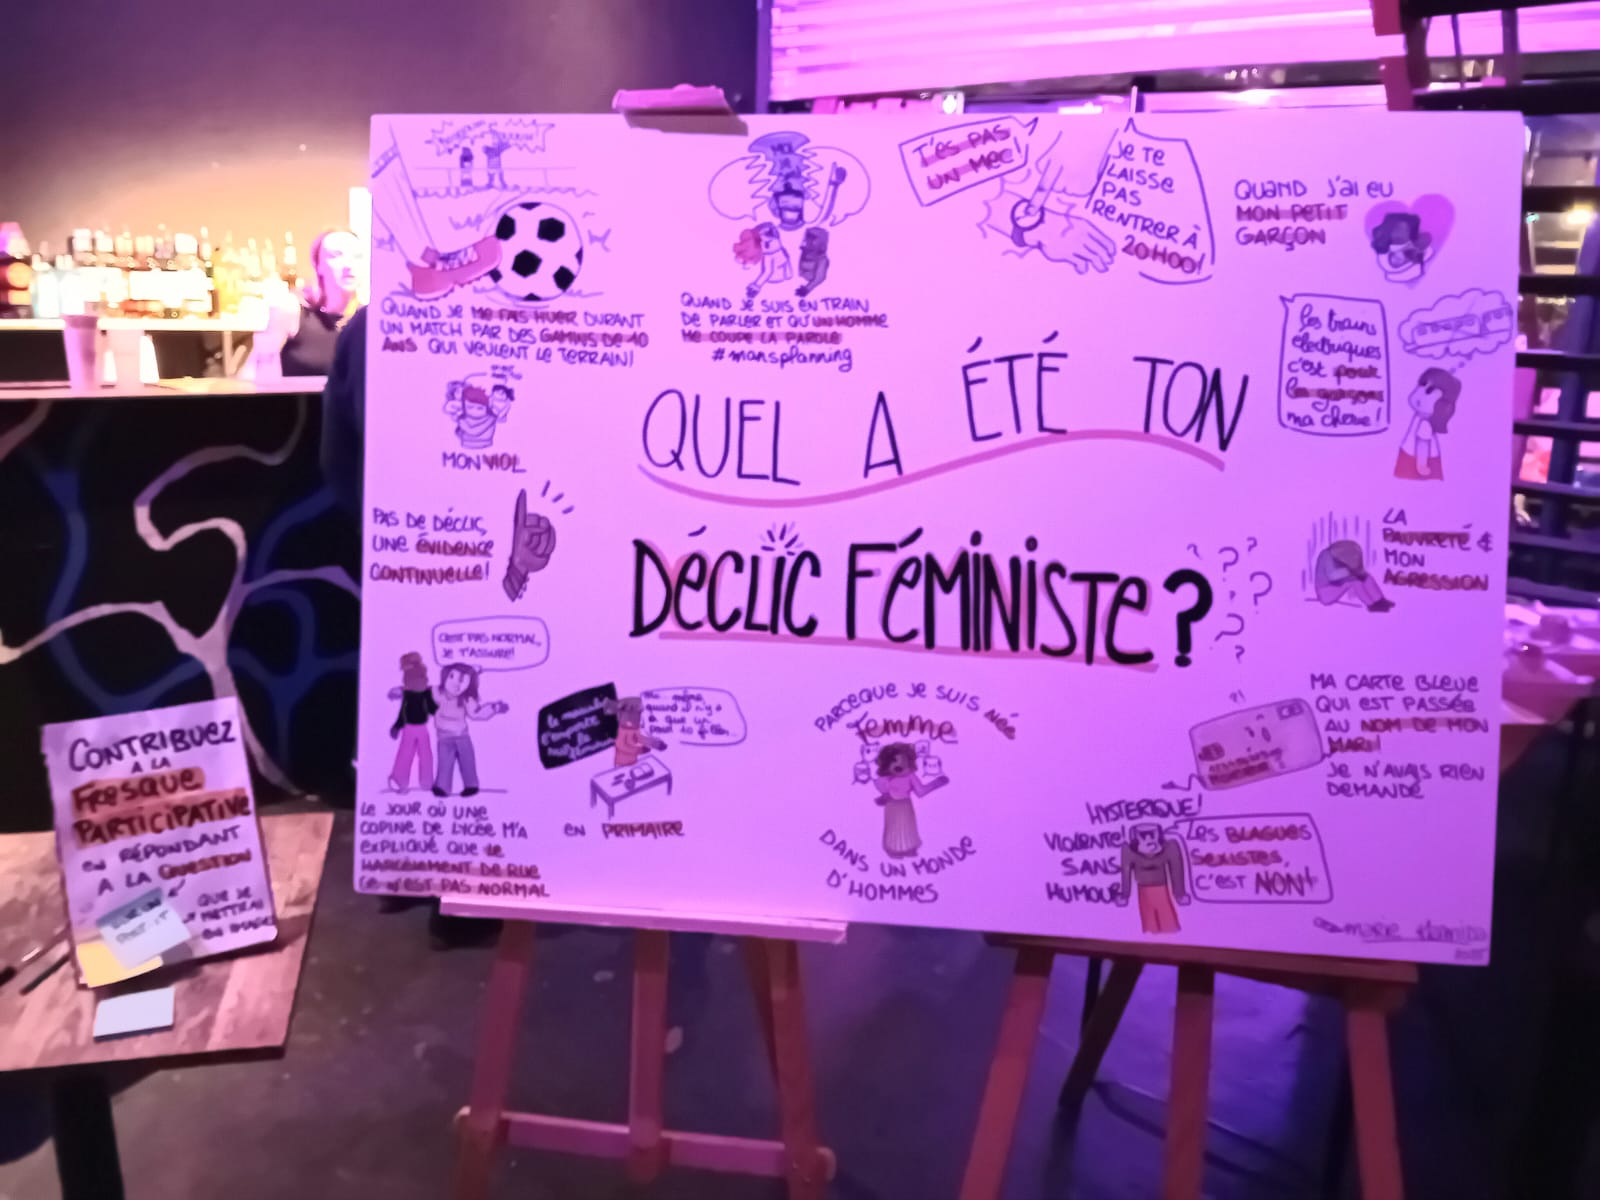 T'es PAS
UN MEC!
Je Te
LAISSE
PAS
RENTRER À
20H00!
QUAND J'AI EU
MON PETIT
GARÇON
QUAND JE ME FAIS HUER DURANT
UN MATCH PAR DES GAMINS DE 10
ANS QUI VEULENT LE TERRAIN!
QUAND JE SUIS EN TRAIN
DE PARLER ET QU'UN HOMME
ME COUPE LA PAROLE
#mansplanning
les trains
électriques
c'est pour
les garçons
ma chérie!
MON VIOL
QUEL A ÉTÉ TON
DÉCLIC FÉMINISTE?
PAS DE DÉCLIC,
UNE ÉVIDENCE
CONTINUELLE!
LA
PAUVRETÉ &
MON
AGRESSION
C'EST PAS NORMAL,
JE T'ASSURE!
LE JOUR OÙ UNE
COPINE DE LYCÉE M'A
EXPLIQUÉ QUE LE
HARCÈLEMENT DE RUE
CE N'EST PAS NORMAL
le masculin
l'emporte
EN PRIMAIRE
PARCEQUE JE SUIS NÉE
Femme
DANS UN MONDE
D'HOMMES
MA CARTE BLEUE
QUI EST PASSÉE
AU NOM DE MON
MARI!
JE N'AVAIS RIEN
DEMANDÉ
HYSTERIQUE!
VIOLENTE!
SANS
HUMOUR
Les BLAGUES
Sexistes,
C'EST NON!
marie
CONTRIBUEZ
A LA
FRESQUE
PARTICIPATIVE
EN RÉPONDANT
A LA QUESTION
QUE JE
METTRAI
EN IMAGE